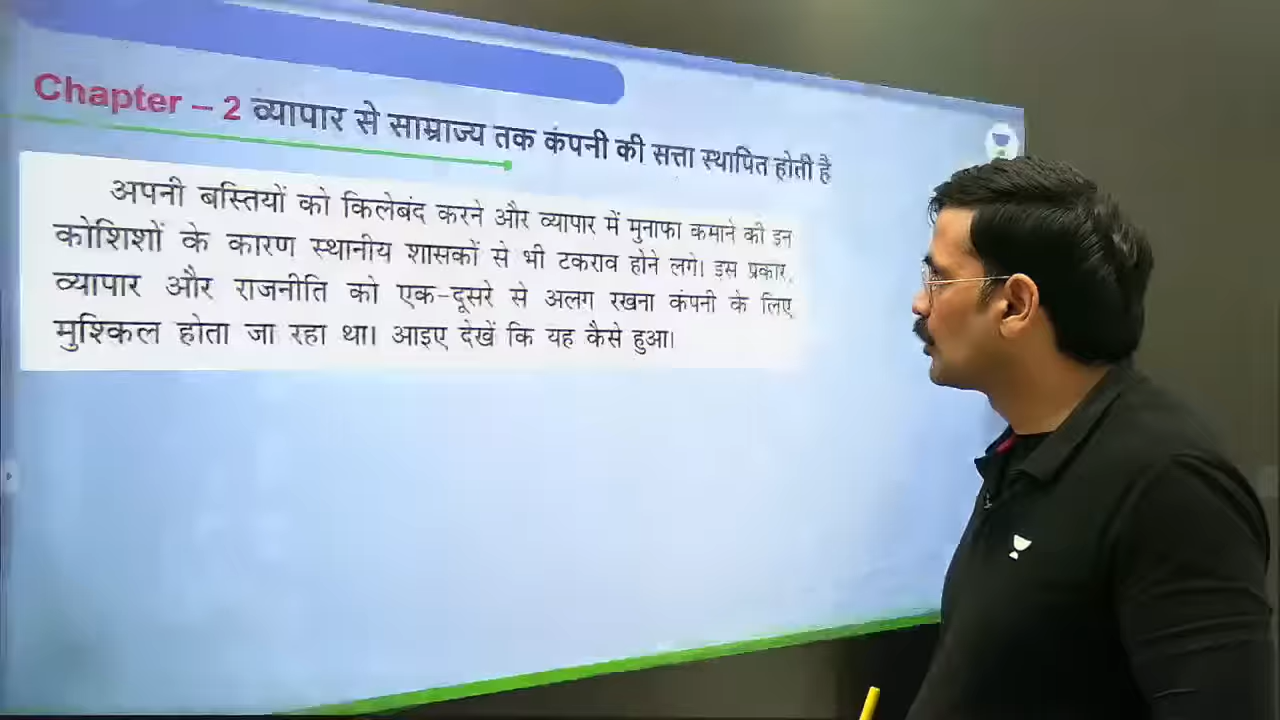 Chapter – 2 व्यापार से साम्राज्य तक कंपनी की सत्ता स्थापित होती है
अपनी बस्तियों को किलेबंद करने और व्यापार में मुनाफा कमाने की इन
कोशिशों के कारण स्थानीय शासकों से भी टकराव होने लगे। इस प्रकार,
व्यापार और राजनीति को एक-दूसरे से अलग रखना कंपनी के लिए
मुश्किल होता जा रहा था। आइए देखें कि यह कैसे हुआ।